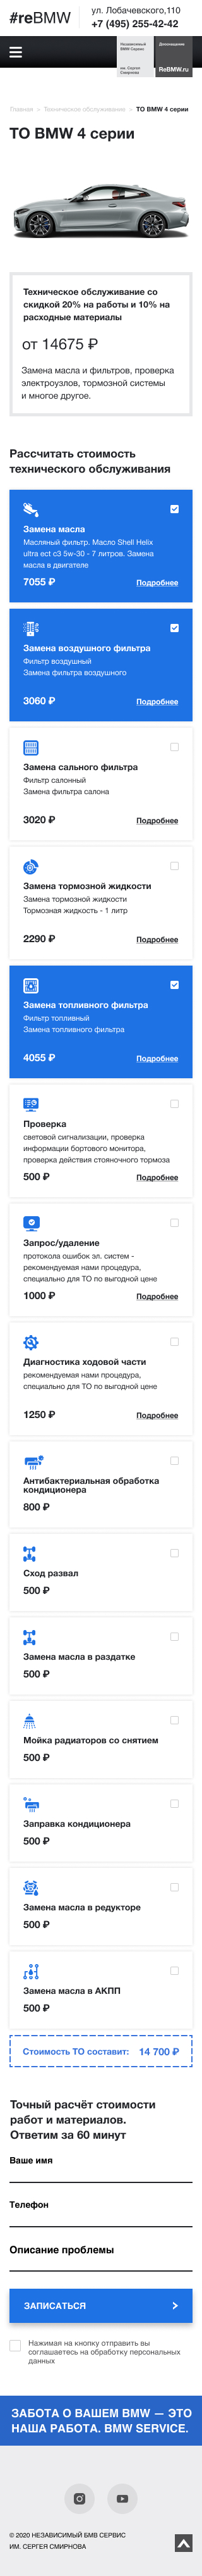 #reBMW
ул. Лобачевского,110
+7 (495) 255-42-42
Независимый
BMW Сервис
им. Сергея
Смирнова
Дилокация
ReBMW.ru
Главная > Техническое обслуживание > ТО BMW 4 серии
ТО BMW 4 серии
Техническое обслуживание со
скидкой 20% на работы и 10% на
расходные материалы
от 14675 ₽
Замена масла и фильтров, проверка
электроузлов, тормозной системы
и многое другое.
Рассчитать стоимость
технического обслуживания
Замена масла
Масляный фильтр. Масло Shell Helix
ultra ect c3 5w-30 - 7 литров. Замена
масла в двигателе
7055 ₽ Подробнее
Замена воздушного фильтра
Фильтр воздушный
Замена фильтра воздушного
3060 ₽ Подробнее
Замена сального фильтра
Фильтр салонный
Замена фильтра салона
3020 ₽ Подробнее
Замена тормозной жидкости
Замена тормозной жидкости
Тормозная жидкость - 1 литр
2290 ₽ Подробнее
Замена топливного фильтра
Фильтр топливный
Замена топливного фильтра
4055 ₽ Подробнее
Проверка
световой сигнализации, проверка
информации бортового монитора,
проверка действия стояночного тормоза
500 ₽ Подробнее
Запрос/удаление
протокола ошибок эл. систем -
рекомендуемая нами процедура,
специально для ТО по выгодной цене
1000 ₽ Подробнее
Диагностика ходовой части
рекомендуемая нами процедура,
специально для ТО по выгодной цене
1250 ₽ Подробнее
Антибактериальная обработка
кондиционера
800 ₽
Сход развал
500 ₽
Замена масла в раздатке
500 ₽
Мойка радиаторов со снятием
500 ₽
Заправка кондиционера
500 ₽
Замена масла в редукторе
500 ₽
Замена масла в АКПП
500 ₽
Стоимость ТО составит: 14 700 ₽
Точный расчёт стоимости
работ и материалов.
Ответим за 60 минут
Ваше имя
Телефон
Описание проблемы
ЗАПИСАТЬСЯ
Нажимая на кнопку отправить вы
соглашаетесь на обработку персональных
данных
ЗАБОТА О ВАШЕМ BMW — ЭТО
НАША РАБОТА. BMW SERVICE.
© 2020 НЕЗАВИСИМЫЙ БМВ СЕРВИС
ИМ. СЕРГЕЯ СМИРНОВА